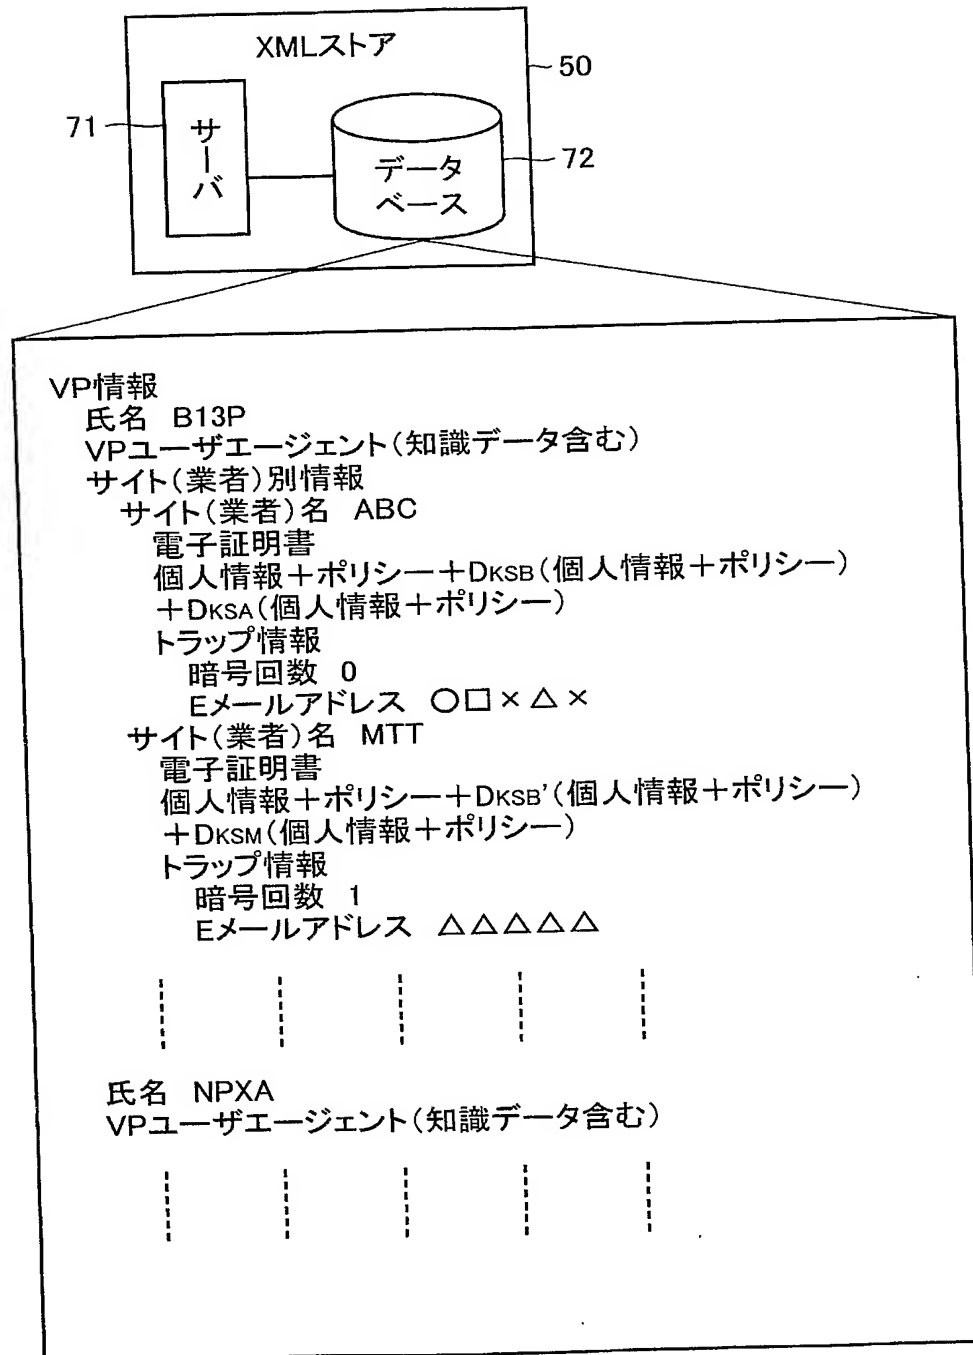 XMLストア
50
71
サーバ
データ
ベース
72
VP情報
氏名 B13P
VPユーザエージェント(知識データ含む)
サイト(業者)別情報
サイト(業者)名 ABC
電子証明書
個人情報+ポリシー+DKSB(個人情報+ポリシー)
+DKSA(個人情報+ポリシー)
トラップ情報
暗号回数 0
Eメールアドレス ○□×△×
サイト(業者)名 MTT
電子証明書
個人情報+ポリシー+DKSB'(個人情報+ポリシー)
+DKSM(個人情報+ポリシー)
トラップ情報
暗号回数 1
Eメールアドレス △△△△△
氏名 NPXA
VPユーザエージェント(知識データ含む)